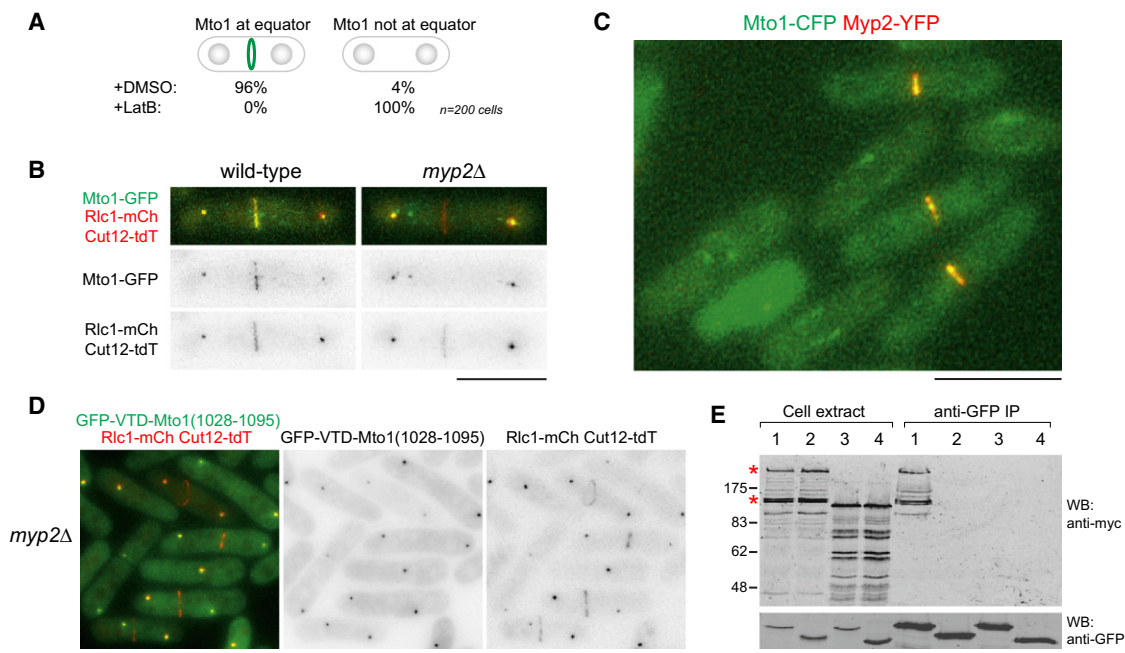 A
Mto1 at equator Mto1 not at equator
+DMSO: 96% 4%
+LatB: 0% 100% n=200 cells
B
wild-type myp2Δ
Mto1-GFP
Rlc1-mCh
Cut12-tdT
Mto1-GFP
Rlc1-mCh
Cut12-tdT
C
Mto1-CFP Myp2-YFP
D
GFP-VTD-Mto1(1028-1095)
Rlc1-mCh Cut12-tdT
GFP-VTD-Mto1(1028-1095)
Rlc1-mCh Cut12-tdT
myp2Δ
E
Cell extract anti-GFP IP
1 2 3 4 1 2 3 4
*
175
*
83
62
48
WB:
anti-myc
WB:
anti-GFP